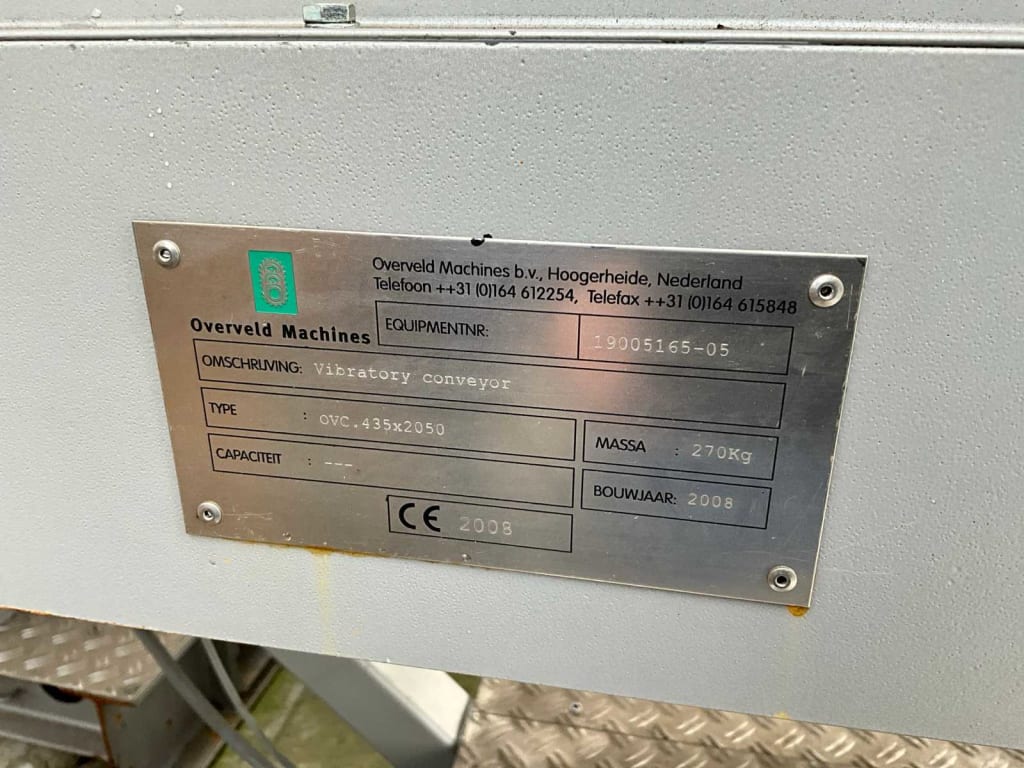 Overveld Machines b.v., Hoogerheide, Nederland
Telefoon ++31 (0)164 612254, Telefax ++31 (0)164 615848
Overveld Machines
EQUIPMENTNR: 19005165-05
OMSCHRIJVING: Vibratory conveyor
TYPE : OVC.435x2050
MASSA : 270Kg
CAPACITEIT : ---
BOUWJAAR: 2008
CE 2008